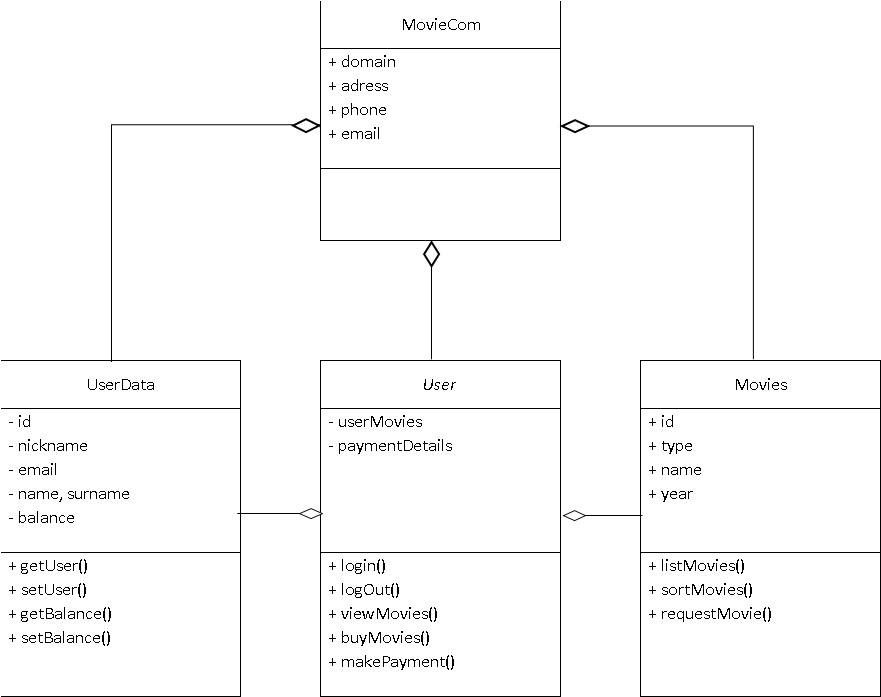 MovieCom
+ domain
+ adress
+ phone
+ email
UserData
- id
- nickname
- email
- name, surname
- balance
+ getUser()
+ setUser()
+ getBalance()
+ setBalance()
User
- userMovies
- paymentDetails
+ login()
+ logOut()
+ viewMovies()
+ buyMovies()
+ makePayment()
Movies
+ id
+ type
+ name
+ year
+ listMovies()
+ sortMovies()
+ requestMovie()